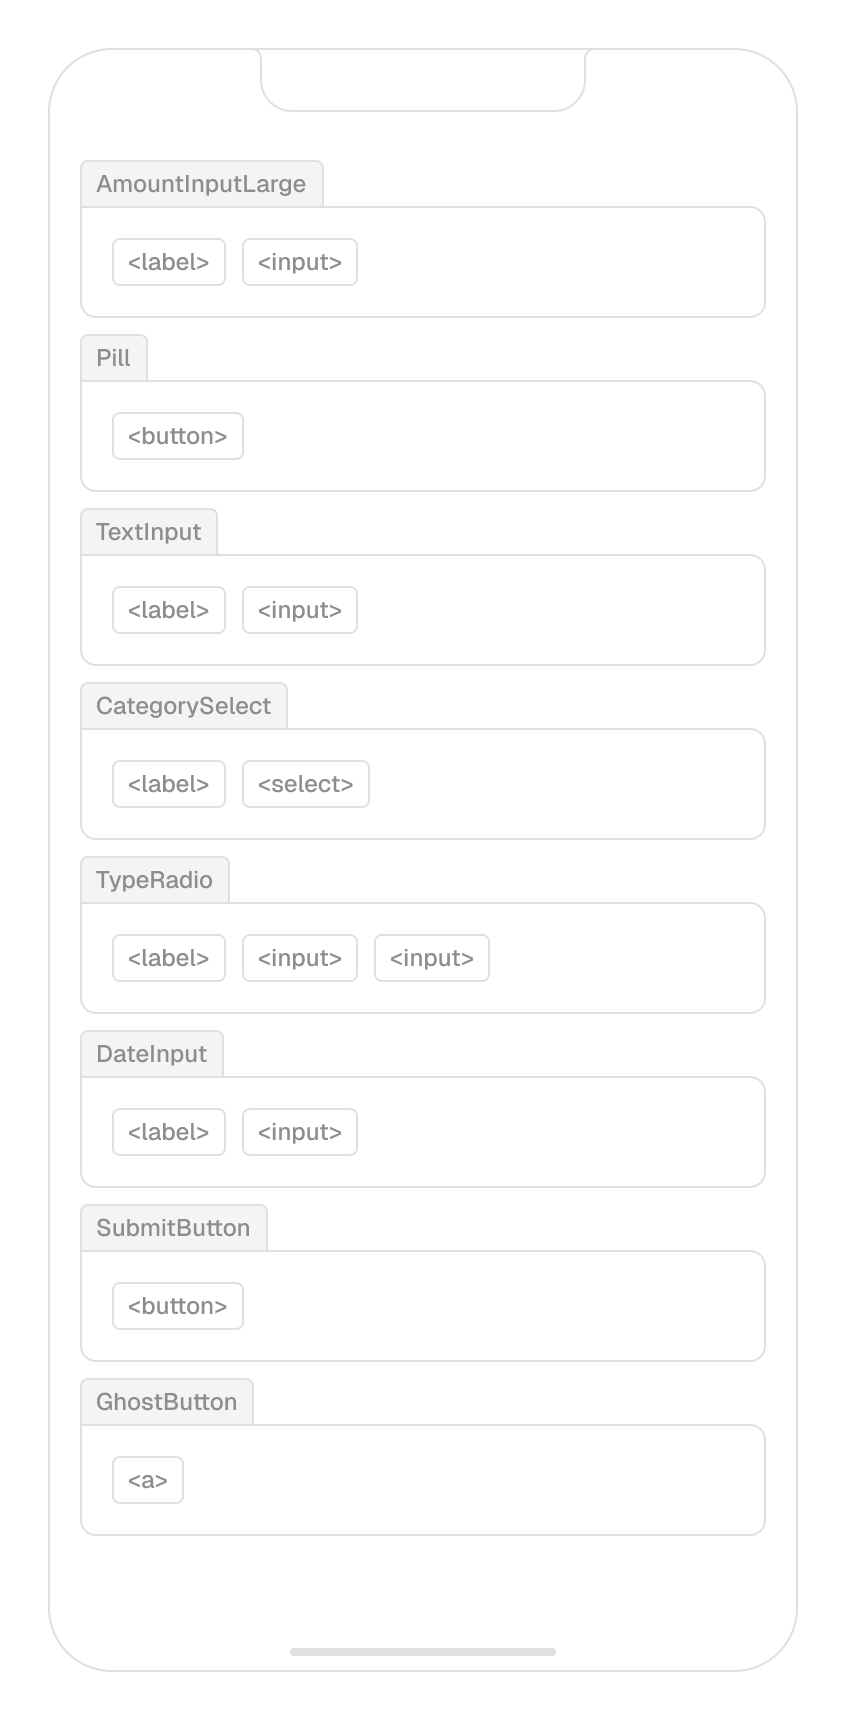 AmountInputLarge
<label> <input>
Pill
<button>
TextInput
<label> <input>
CategorySelect
<label> <select>
TypeRadio
<label> <input> <input>
DateInput
<label> <input>
SubmitButton
<button>
GhostButton
<a>